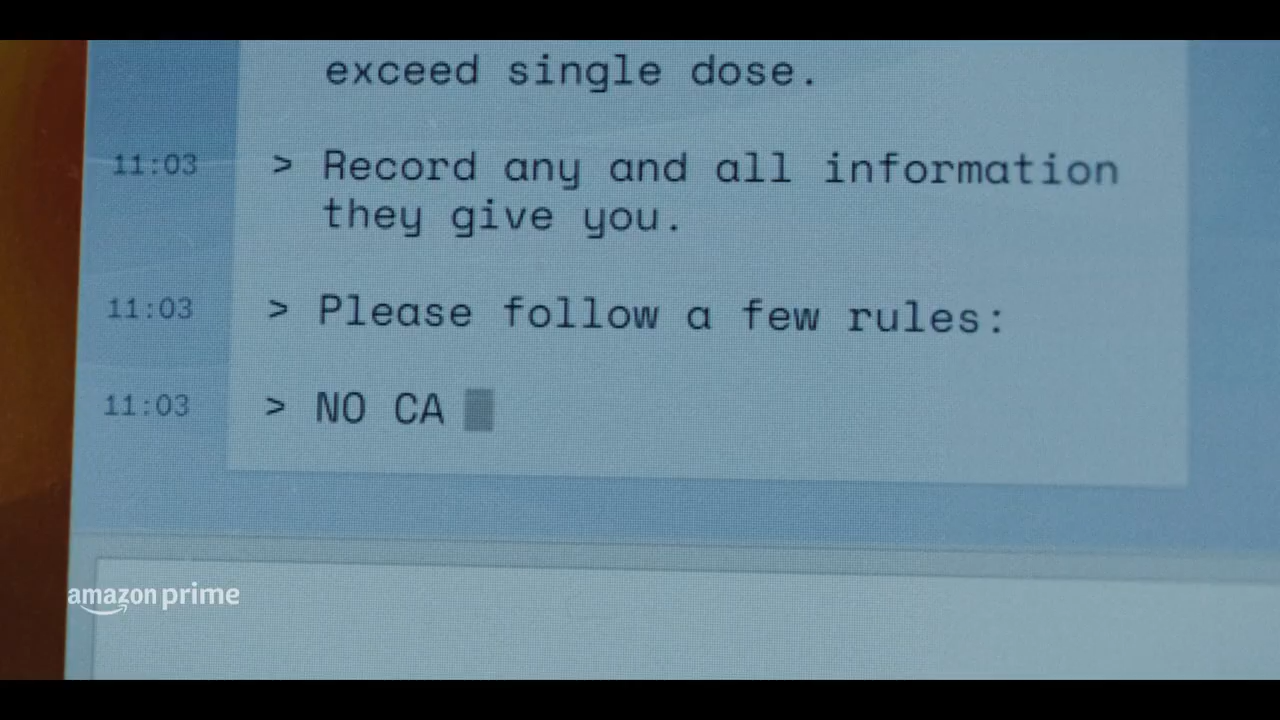 exceed single dose.
11:03 > Record any and all information
they give you.
11:03 > Please follow a few rules:
11:03 > NO CA
amazon prime